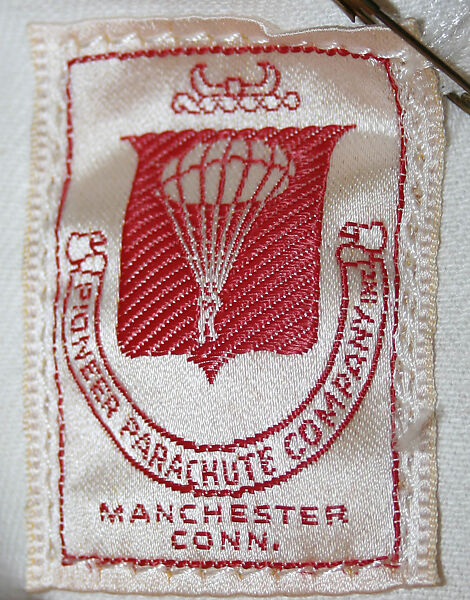 PIONEER PARACHUTE COMPANY INC.
MANCHESTER
CONN.